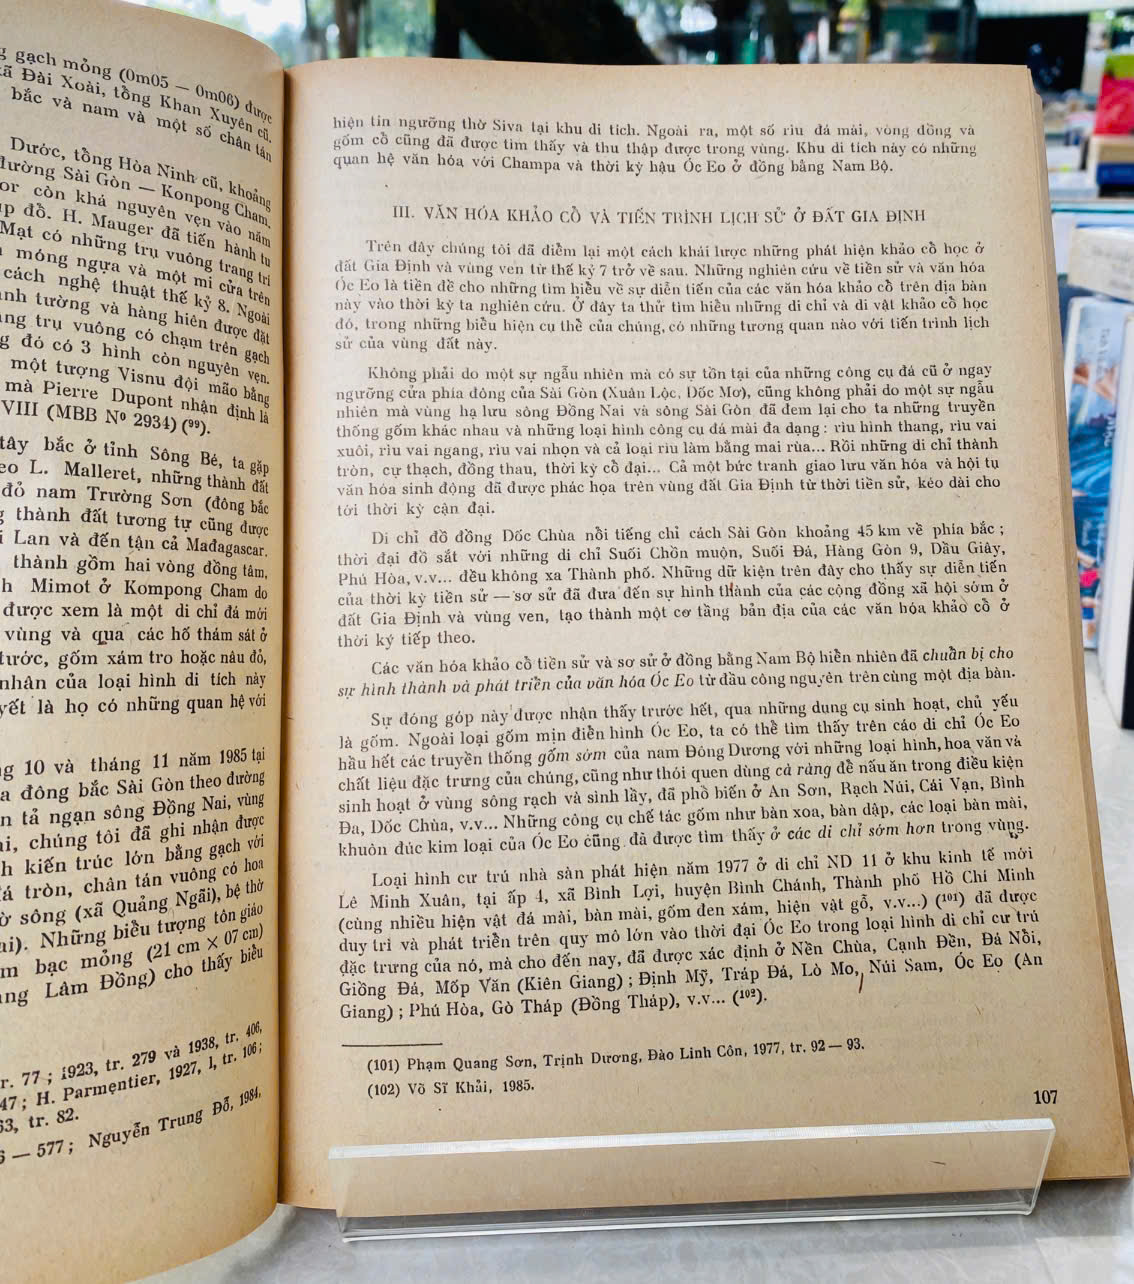 gạch mỏng (0m05 — 0m06) được
xã Đài Xoài, tổng Khan Xuyên cũ.
bắc và nam và một số chân tán
Dước, tổng Hòa Ninh cũ, khoảng
đường Sài Gòn — Konpong Cham,
or còn khá nguyên vẹn vào năm
ụp đồ. H. Mauger đã tiến hành tu
Mạt có những trụ vuông trang trí
móng ngựa và một mi cửa trên
cách nghệ thuật thế kỷ 8. Ngoài
nh tường và hàng hiên được đặt
ng trụ vuông có chạm trên gạch
g đó có 3 hình còn nguyên vẹn.
một tượng Visnu đội mão bằng
mà Pierre Dupont nhận định là
VIII (MBB Nº 2934) (⁹⁹).
tây bắc ở tỉnh Sông Bé, ta gặp
eo L. Malleret, những thành đất
đỏ nam Trường Sơn (đông bắc
g thành đất tương tự cũng được
i Lan và đến tận cả Mađagascar.
thành gồm hai vòng đồng tâm,
h Mimot ở Kompong Cham do
được xem là một di chỉ đá mới
vùng và qua các hố thám sát ở
tước, gốm xám tro hoặc nâu đỏ,
nhân của loại hình di tích này
yết là họ có những quan hệ với
ng 10 và tháng 11 năm 1985 tại
a đông bắc Sài Gòn theo đường
n tả ngạn sông Đồng Nai, vùng
ai, chúng tôi đã ghi nhận được
h kiến trúc lớn bằng gạch với
đá tròn, chân tán vuông có hoa
ờ sông (xã Quảng Ngãi), bệ thờ
ai). Những biểu tượng tôn giáo
m bạc mỏng (21 cm × 07 cm)
ang Lâm Đồng) cho thấy biểu
r. 77 ; 1923, tr. 279 và 1938, tr. 406,
47 ; H. Parmentier, 1927, I, tr. 106 ;
63, tr. 82.
6 — 577 ; Nguyễn Trung Đỗ, 1984,
hiện tín ngưỡng thờ Siva tại khu di tích. Ngoài ra, một số rìu đá mài, vòng đồng và
gốm cổ cũng đã được tìm thấy và thu thập được trong vùng. Khu di tích này có những
quan hệ văn hóa với Champa và thời kỳ hậu Óc Eo ở đồng bằng Nam Bộ.
III. VĂN HÓA KHẢO CỔ VÀ TIẾN TRÌNH LỊCH SỬ Ở ĐẤT GIA ĐỊNH
Trên đây chúng tôi đã điểm lại một cách khái lược những phát hiện khảo cổ học ở
đất Gia Định và vùng ven từ thế kỷ 7 trở về sau. Những nghiên cứu về tiền sử và văn hóa
Óc Eo là tiền đề cho những tìm hiểu về sự diễn tiến của các văn hóa khảo cổ trên địa bàn
này vào thời kỳ ta nghiên cứu. Ở đây ta thử tìm hiểu những di chỉ và di vật khảo cổ học
đó, trong những biểu hiện cụ thể của chúng, có những tương quan nào với tiến trình lịch
sử của vùng đất này.
Không phải do một sự ngẫu nhiên mà có sự tồn tại của những công cụ đá cũ ở ngay
ngưỡng cửa phía đông của Sài Gòn (Xuân Lộc, Dốc Mơ), cũng không phải do một sự ngẫu
nhiên mà vùng hạ lưu sông Đồng Nai và sông Sài Gòn đã đem lại cho ta những truyền
thống gốm khác nhau và những loại hình công cụ đá mài đa dạng : rìu hình thang, rìu vai
xuôi, rìu vai ngang, rìu vai nhọn và cả loại rìu làm bằng mai rùa... Rồi những di chỉ thành
tròn, cự thạch, đồng thau, thời kỳ cổ đại... Cả một bức tranh giao lưu văn hóa và hội tụ
văn hóa sinh động đã được phác họa trên vùng đất Gia Định từ thời tiền sử, kéo dài cho
tới thời kỳ cận đại.
Di chỉ đồ đồng Dốc Chùa nổi tiếng chỉ cách Sài Gòn khoảng 45 km về phía bắc ;
thời đại đồ sắt với những di chỉ Suối Chồn muộn, Suối Đá, Hàng Gòn 9, Dầu Giây,
Phú Hòa, v.v... đều không xa Thành phố. Những dữ kiện trên đây cho thấy sự diễn tiến
của thời kỳ tiền sử — sơ sử đã đưa đến sự hình thành của các cộng đồng xã hội sớm ở
đất Gia Định và vùng ven, tạo thành một cơ tầng bản địa của các văn hóa khảo cổ ở
thời kỳ tiếp theo.
Các văn hóa khảo cổ tiền sử và sơ sử ở đồng bằng Nam Bộ hiển nhiên đã chuẩn bị cho
sự hình thành và phát triển của văn hóa Óc Eo từ đầu công nguyên trên cùng một địa bàn.
Sự đóng góp này được nhận thấy trước hết, qua những dụng cụ sinh hoạt, chủ yếu
là gốm. Ngoài loại gốm mịn điển hình Óc Eo, ta có thể tìm thấy trên cáo di chỉ Óc Eo
hầu hết các truyền thống gốm sớm của nam Đông Dương với những loại hình, hoa văn và
chất liệu đặc trưng của chúng, cũng như thói quen dùng cà ràng để nấu ăn trong điều kiện
sinh hoạt ở vùng sông rạch và sình lầy, đã phổ biến ở An Sơn, Rạch Núi, Cái Vạn, Bình
Đa, Dốc Chùa, v.v... Những công cụ chế tác gốm như bàn xoa, bàn dập, các loại bàn mài,
khuôn đúc kim loại của Óc Eo cũng đã được tìm thấy ở các di chỉ sớm hơn trong vùng.
Loại hình cư trú nhà sàn phát hiện năm 1977 ở di chỉ ND 11 ở khu kinh tế mới
Lê Minh Xuân, tại ấp 4, xã Bình Lợi, huyện Bình Chánh, Thành phố Hồ Chí Minh
(cùng nhiều hiện vật đá mài, bàn mài, gốm đen xám, hiện vật gỗ, v.v...) (¹⁰¹) đã được
duy trì và phát triển trên quy mô lớn vào thời đại Óc Eo trong loại hình di chỉ cư trú
đặc trưng của nó, mà cho đến nay, đã được xác định ở Nền Chùa, Cạnh Đền, Đá Nổi,
Giồng Đá, Mốp Văn (Kiên Giang) ; Định Mỹ, Tráp Đá, Lò Mo, Núi Sam, Óc Eo (An
Giang) ; Phú Hòa, Gò Tháp (Đồng Tháp), v.v... (¹⁰²).
(101) Phạm Quang Sơn, Trịnh Dương, Đào Linh Côn, 1977, tr. 92 — 93.
(102) Võ Sĩ Khải, 1985.
107